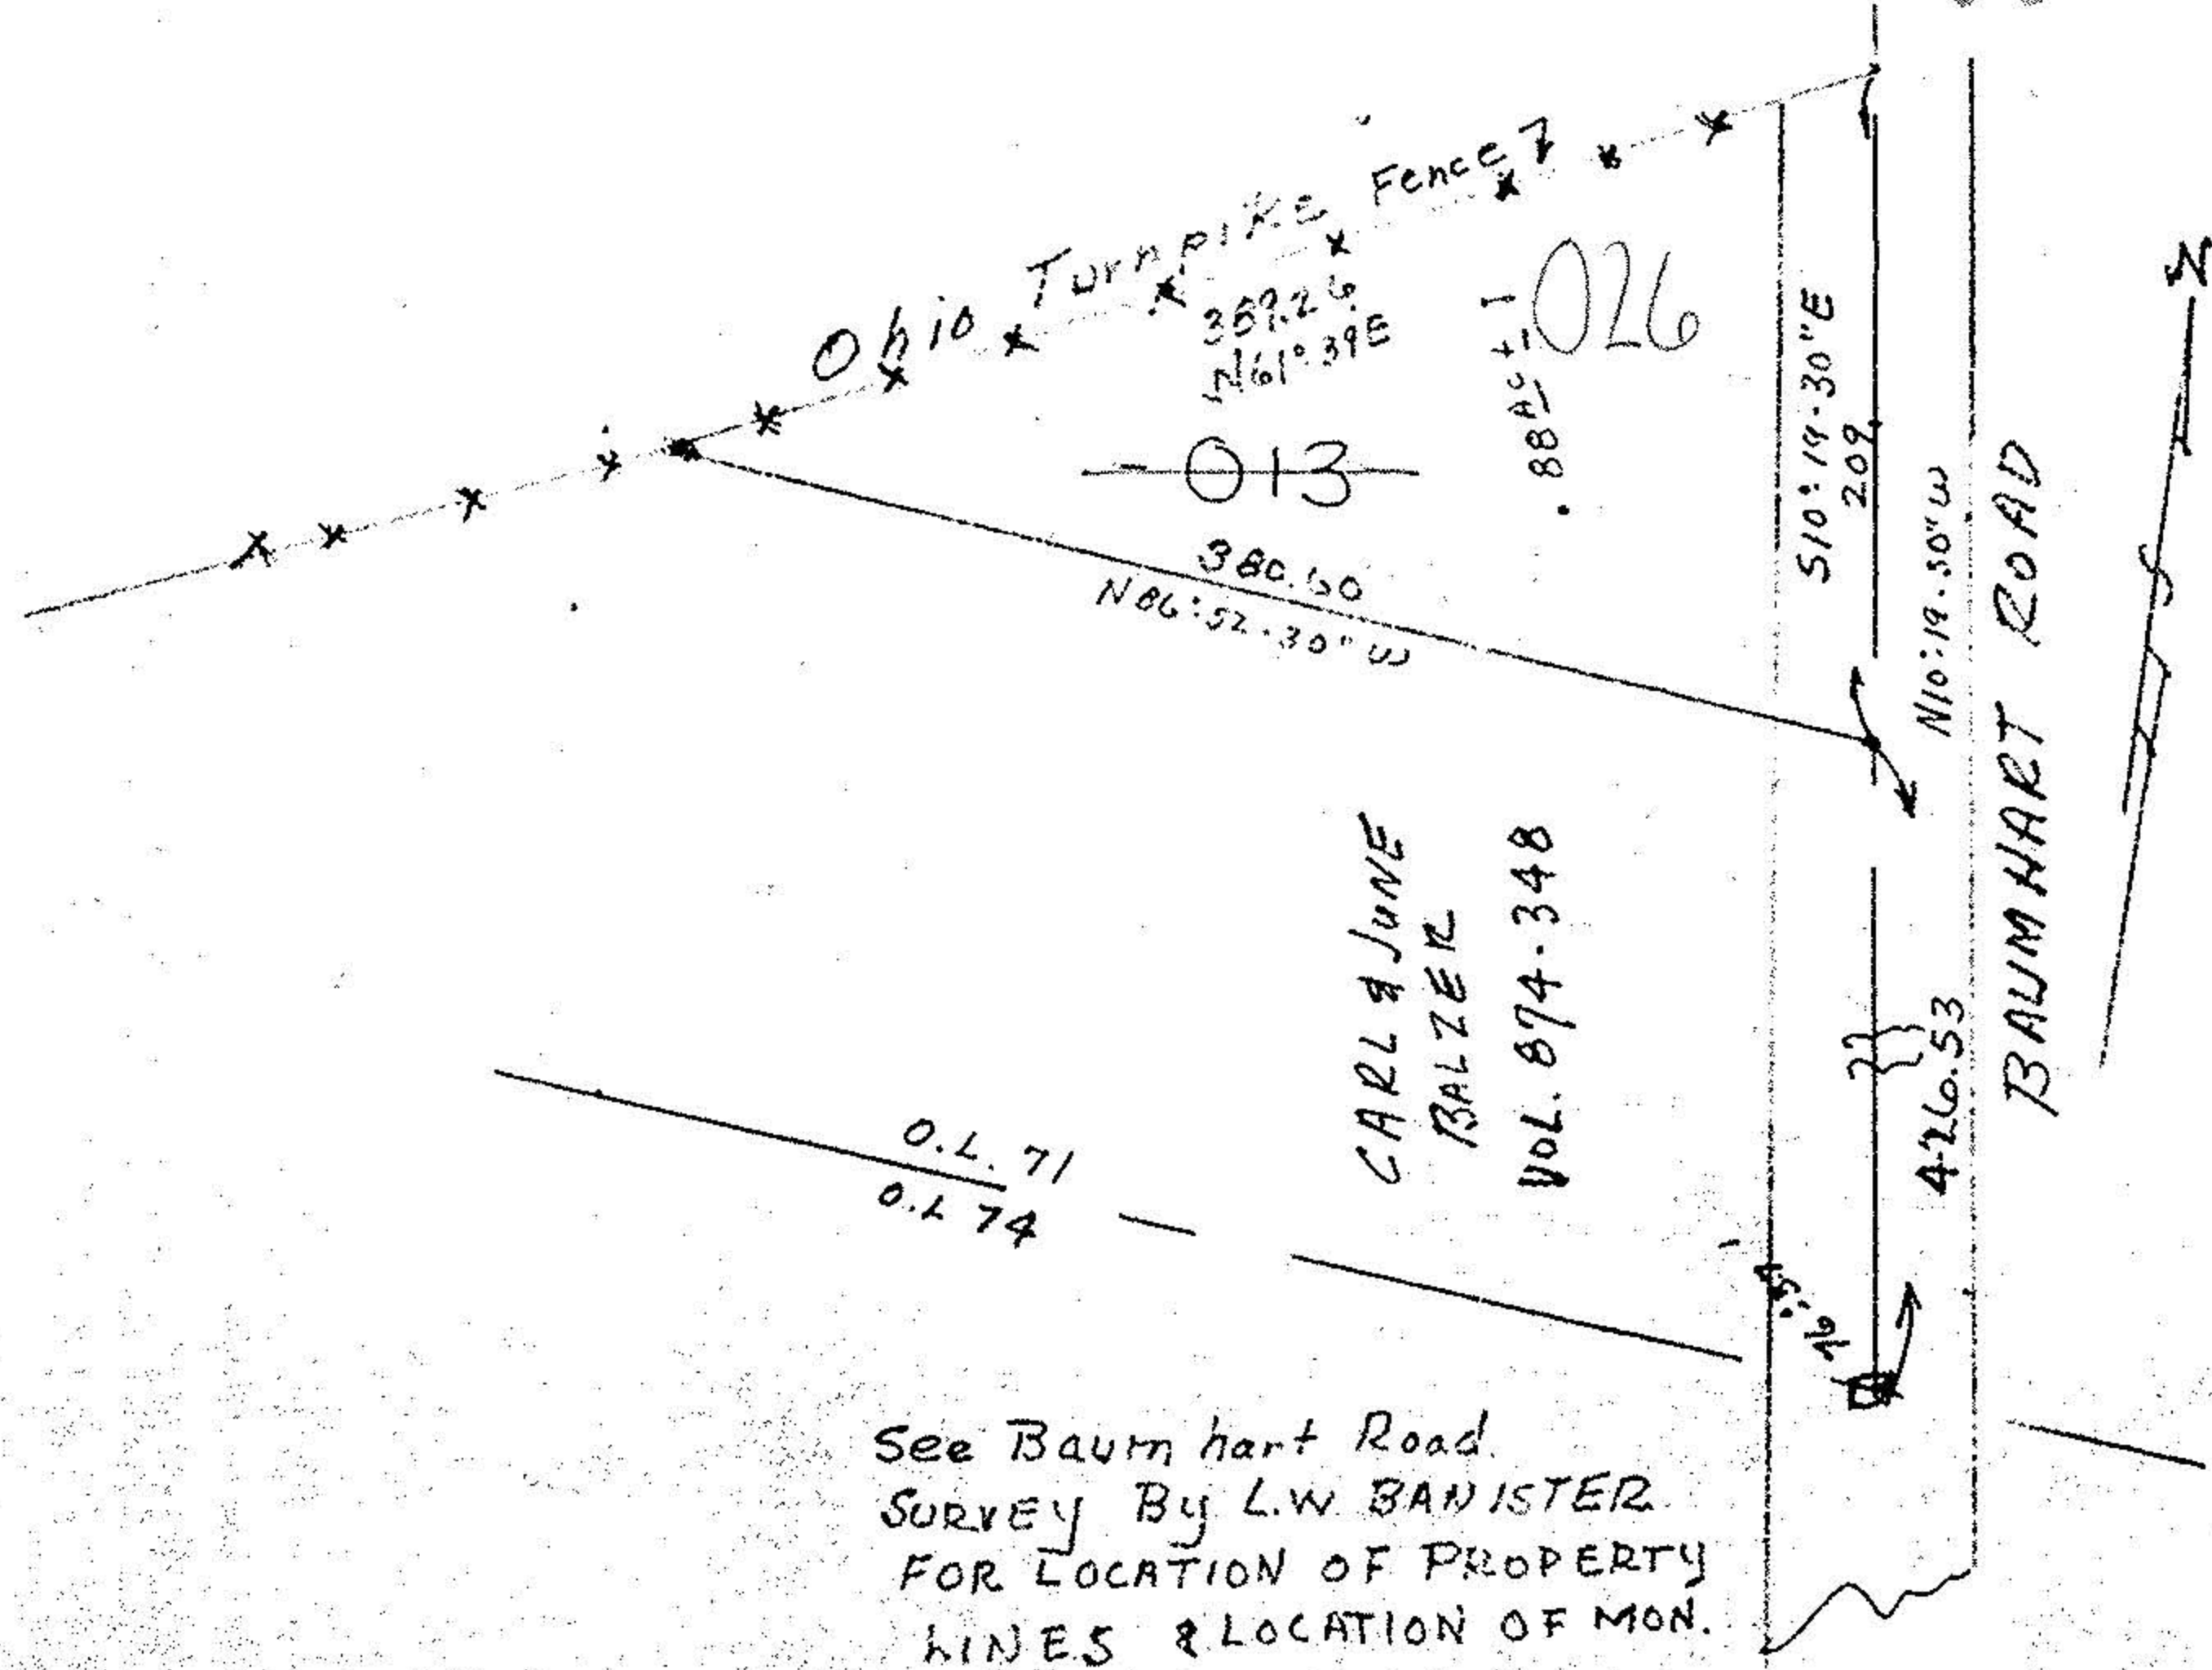 Ohio Turnpike Fence
N61°39E
.88 Ac ±
026
013
380.60
N86:52.30" W
S10:19.30"E
209.
N10:19.30"W
BAUMHART ROAD
N
CARL & JUNE
BALZER
VOL. 874-348
426.53
O.L. 71
O.L 74
See Baumhart Road
SURVEY By L.W BANISTER
FOR LOCATION OF PROPERTY
LINES & LOCATION OF MON.